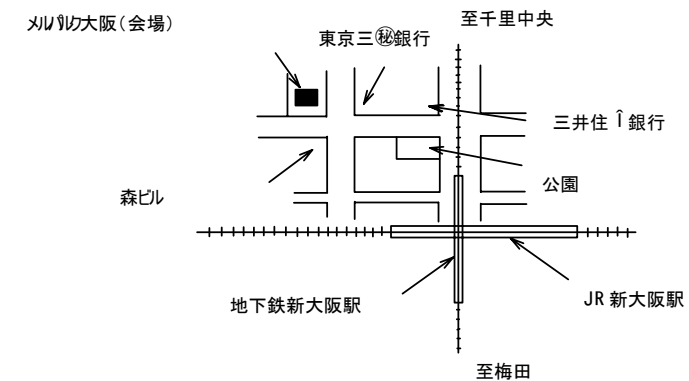 至千里中央
メルパルク大阪(会場)
東京三㊙銀行
三井住Î銀行
公園
森ビル
JR新大阪駅
地下鉄新大阪駅
至梅田